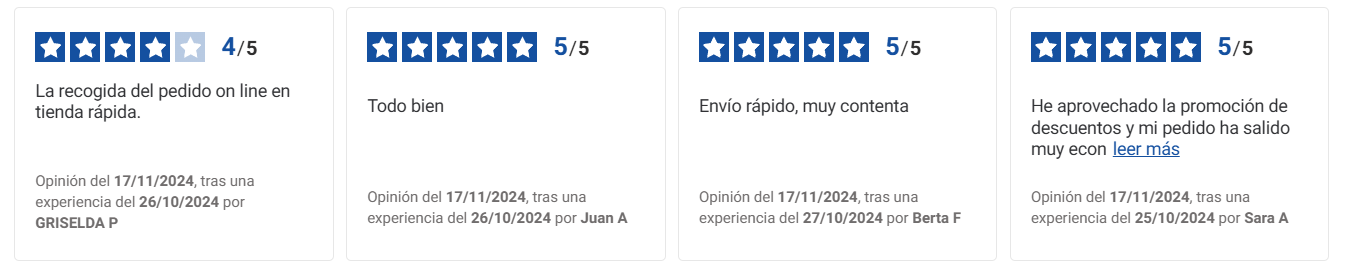 4/5
La recogida del pedido on line en
tienda rápida.
Opinión del 17/11/2024, tras una
experiencia del 26/10/2024 por
GRISELDA P
5/5
Todo bien
Opinión del 17/11/2024, tras una
experiencia del 26/10/2024 por Juan A
5/5
Envío rápido, muy contenta
Opinión del 17/11/2024, tras una
experiencia del 27/10/2024 por Berta F
5/5
He aprovechado la promoción de
descuentos y mi pedido ha salido
muy econ leer más
Opinión del 17/11/2024, tras una
experiencia del 25/10/2024 por Sara A